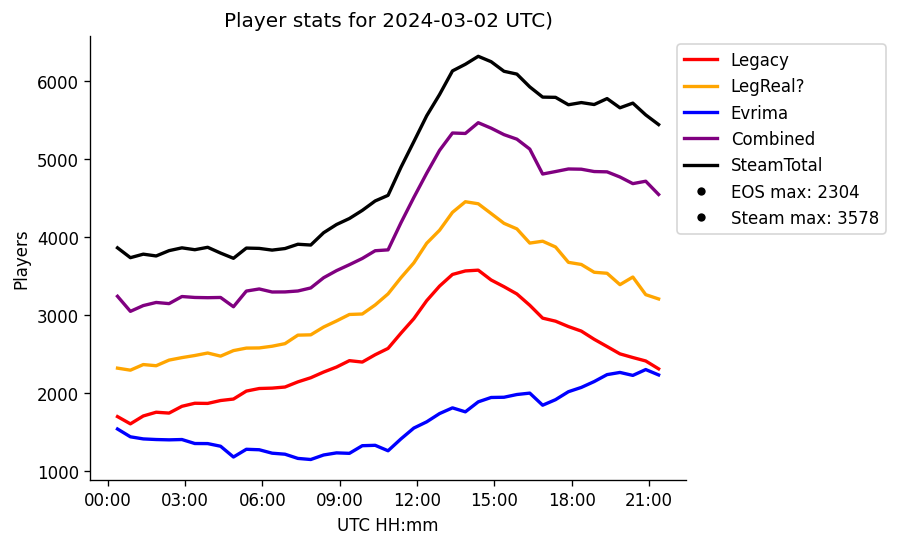 Player stats for 2024-03-02 UTC)
Players
6000
5000
4000
3000
2000
1000
00:00 03:00 06:00 09:00 12:00 15:00 18:00 21:00
UTC HH:mm
Legacy
LegReal?
Evrima
Combined
SteamTotal
EOS max: 2304
Steam max: 3578